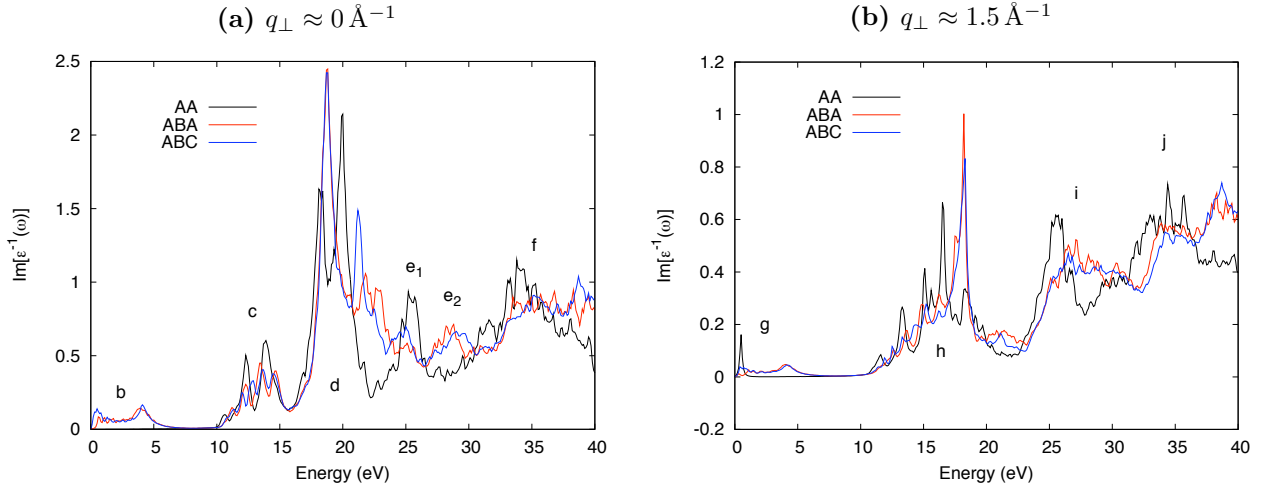 (a) q⊥ ≈ 0 Å⁻¹
2.5
2
1.5
1
0.5
0
Im[ε⁻¹(ω)]
AA
ABA
ABC
b
c
d
e₁
e₂
f
0 5 10 15 20 25 30 35 40
Energy (eV)
(b) q⊥ ≈ 1.5 Å⁻¹
1.2
1
0.8
0.6
0.4
0.2
0
-0.2
Im[ε⁻¹(ω)]
AA
ABA
ABC
g
h
i
j
0 5 10 15 20 25 30 35 40
Energy (eV)